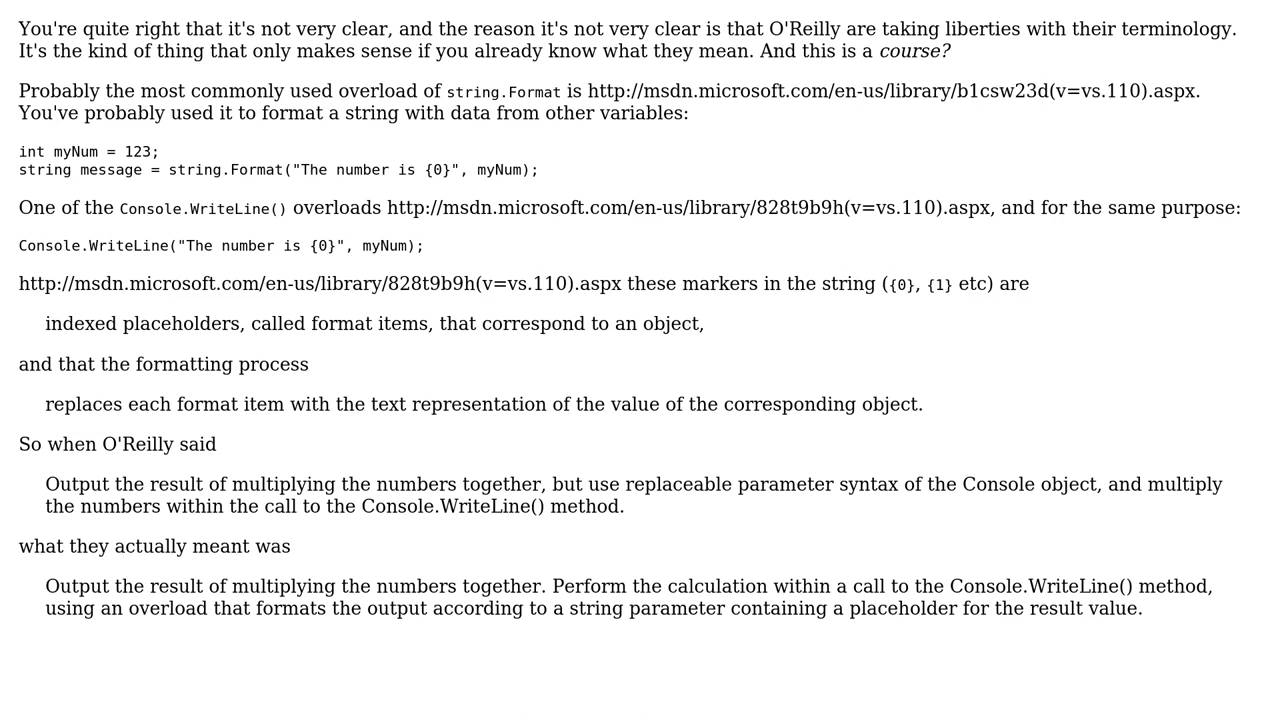 You're quite right that it's not very clear, and the reason it's not very clear is that O'Reilly are taking liberties with their terminology.
It's the kind of thing that only makes sense if you already know what they mean. And this is a course?
Probably the most commonly used overload of string.Format is http://msdn.microsoft.com/en-us/library/b1csw23d(v=vs.110).aspx.
You've probably used it to format a string with data from other variables:
int myNum = 123;
string message = string.Format("The number is {0}", myNum);
One of the Console.WriteLine() overloads http://msdn.microsoft.com/en-us/library/828t9b9h(v=vs.110).aspx, and for the same purpose:
Console.WriteLine("The number is {0}", myNum);
http://msdn.microsoft.com/en-us/library/828t9b9h(v=vs.110).aspx these markers in the string ({0}, {1} etc) are
indexed placeholders, called format items, that correspond to an object,
and that the formatting process
replaces each format item with the text representation of the value of the corresponding object.
So when O'Reilly said
Output the result of multiplying the numbers together, but use replaceable parameter syntax of the Console object, and multiply
the numbers within the call to the Console.WriteLine() method.
what they actually meant was
Output the result of multiplying the numbers together. Perform the calculation within a call to the Console.WriteLine() method,
using an overload that formats the output according to a string parameter containing a placeholder for the result value.